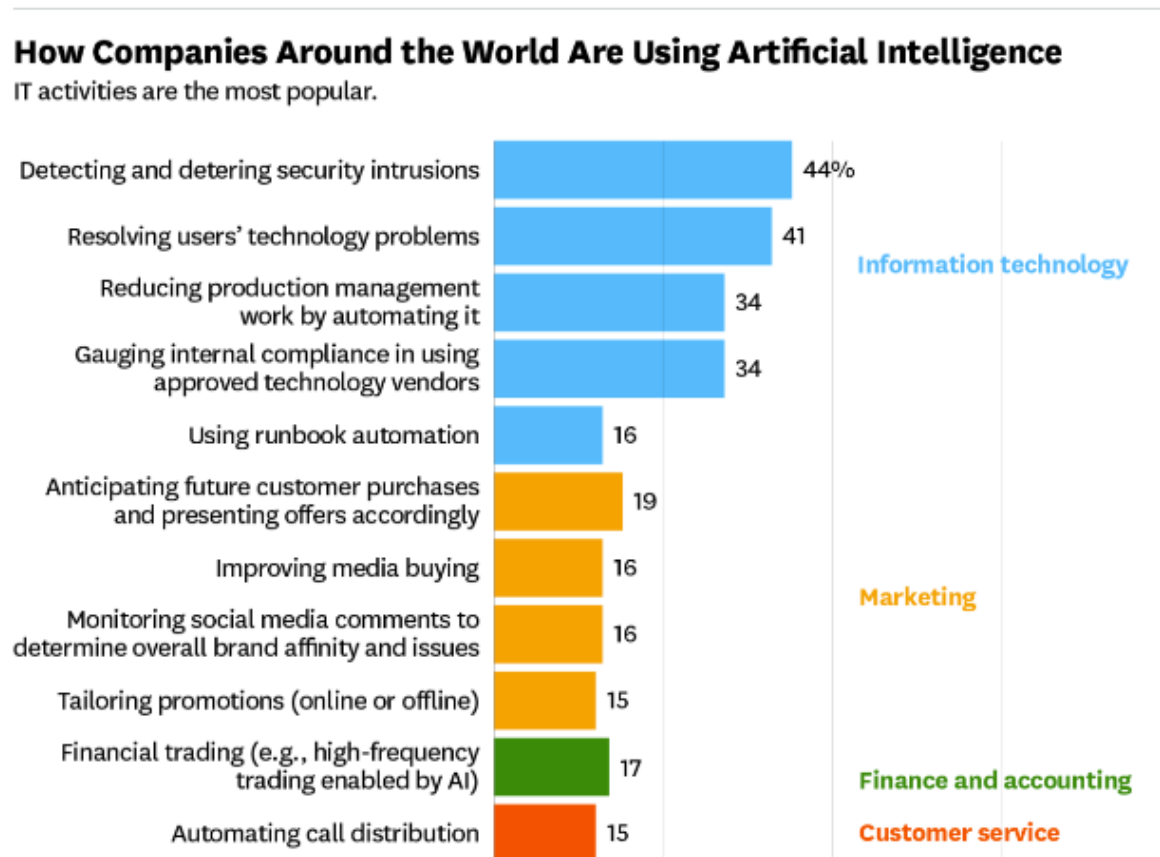 How Companies Around the World Are Using Artificial Intelligence
IT activities are the most popular.
Detecting and detering security intrusions 44%
Resolving users’ technology problems 41
Information technology
Reducing production management
work by automating it 34
Gauging internal compliance in using
approved technology vendors 34
Using runbook automation 16
Anticipating future customer purchases
and presenting offers accordingly 19
Improving media buying 16
Marketing
Monitoring social media comments to
determine overall brand affinity and issues 16
Tailoring promotions (online or offline) 15
Financial trading (e.g., high-frequency
trading enabled by AI) 17
Finance and accounting
Automating call distribution 15
Customer service